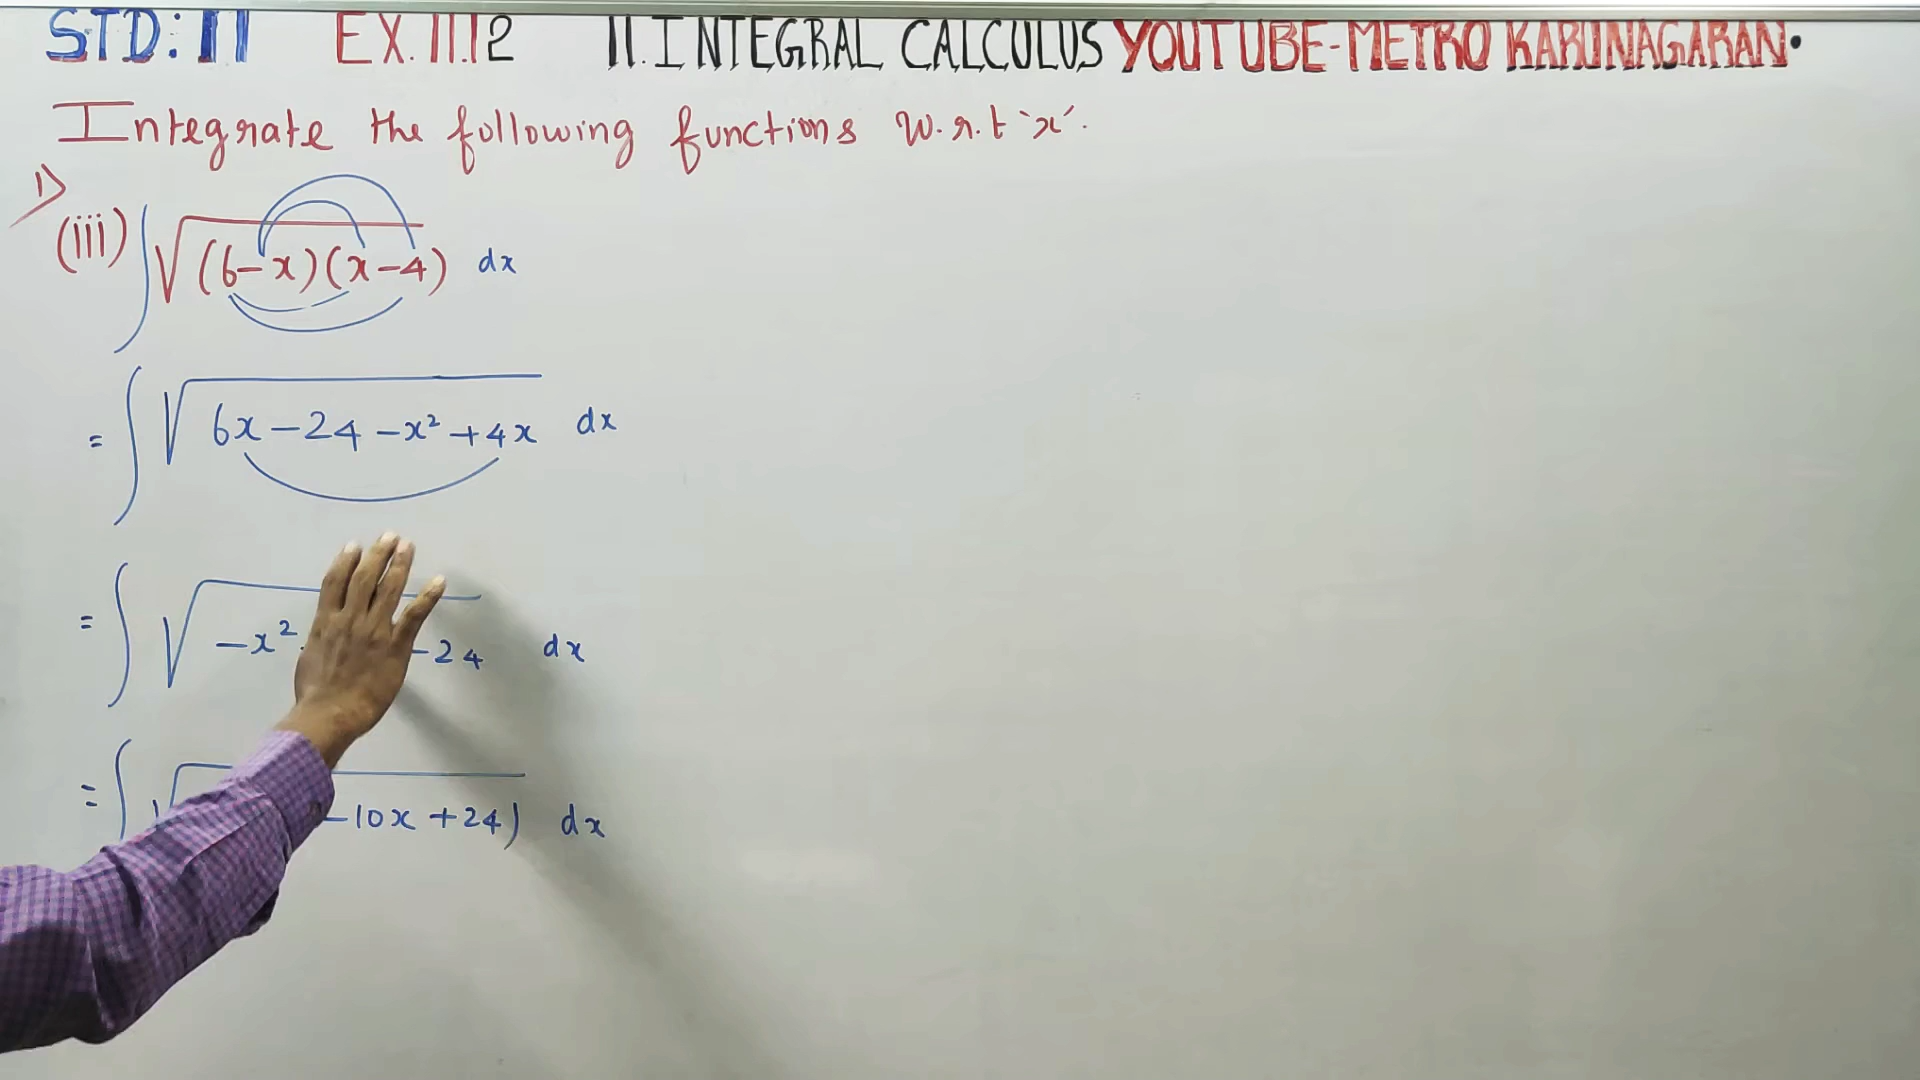 STD: 11 EX.11.12 11. INTEGRAL CALCULUS YOUTUBE-METRO KARUNAGARAN.
Integrate the following functions w.r.t 'x'.
1)
(iii) ∫√(6-x)(x-4) dx
= ∫√6x-24-x²+4x dx
= ∫√-x² -24 dx
= ∫√ -10x+24) dx